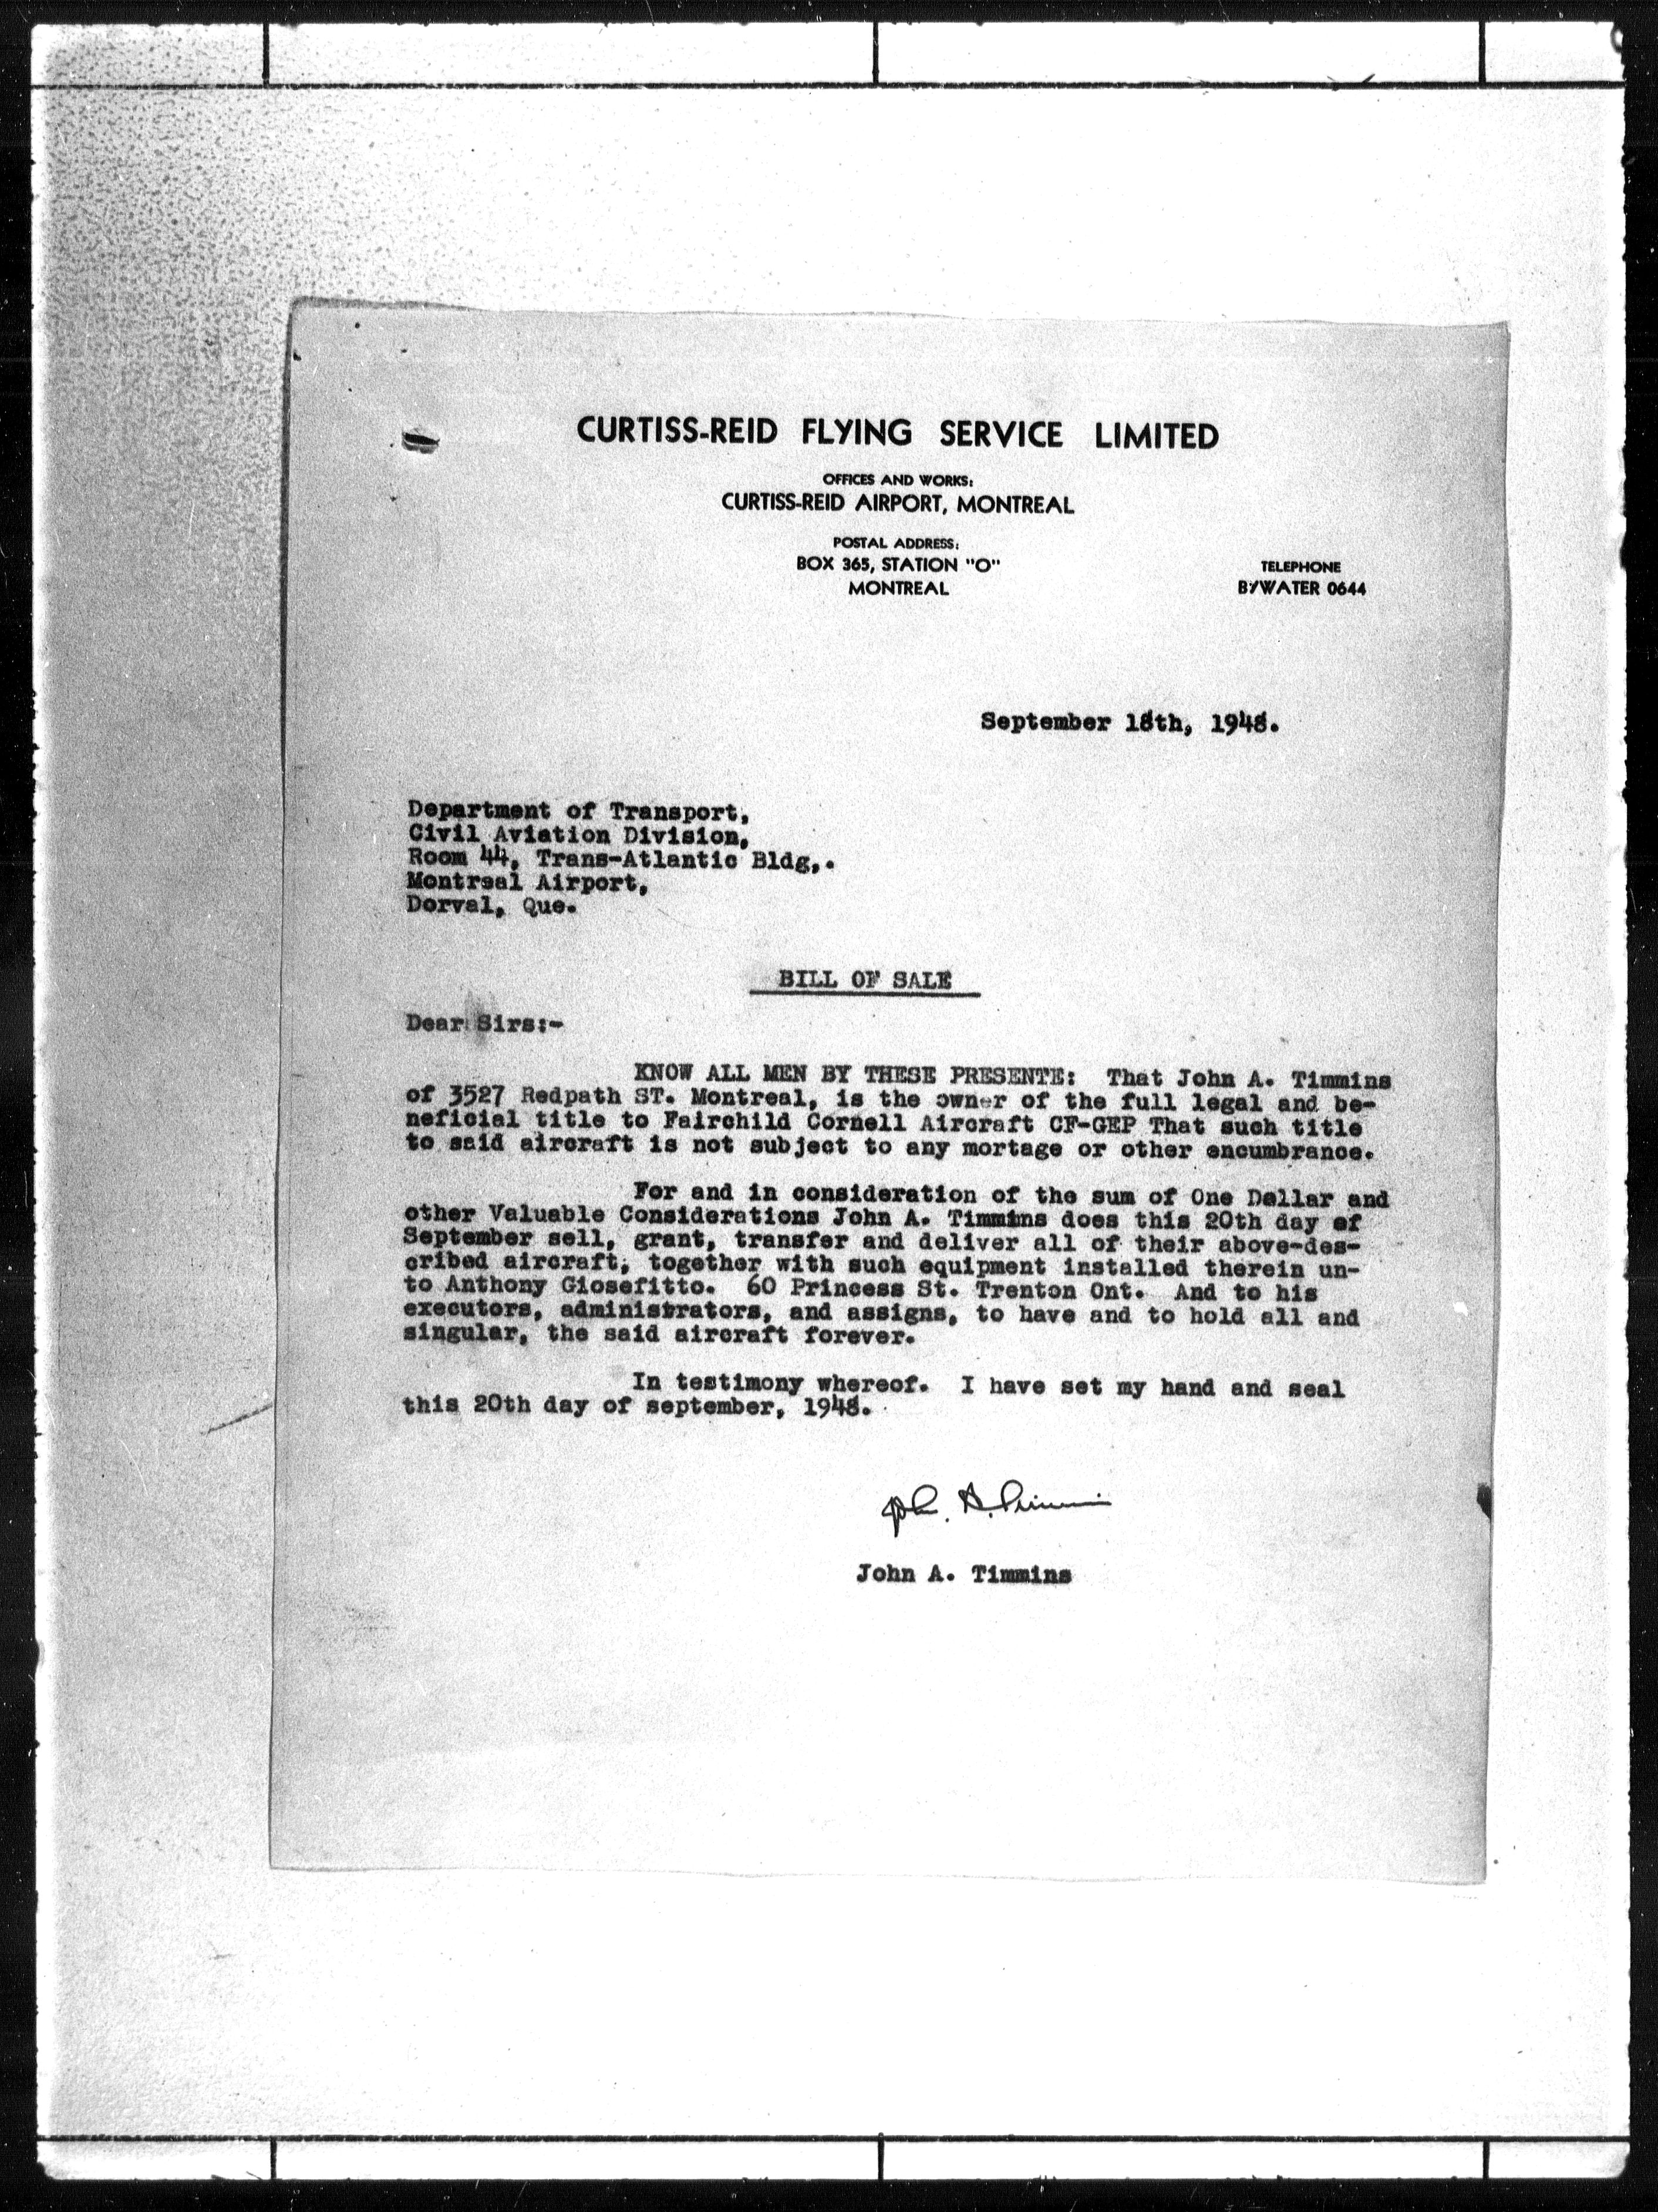 CURTISS-REID FLYING SERVICE LIMITED
OFFICES AND WORKS:
CURTISS-REID AIRPORT, MONTREAL
POSTAL ADDRESS:
BOX 365, STATION "O"
MONTREAL
TELEPHONE
BYWATER 0644
September 18th, 1948.
Department of Transport,
Civil Aviation Division,
Room 44, Trans-Atlantic Bldg,.
Montreal Airport,
Dorval, Que.
BILL OF SALE
Dear Sirs:-
KNOW ALL MEN BY THESE PRESENTE: That John A. Timmins
of 3527 Redpath ST. Montreal, is the owner of the full legal and be-
neficial title to Fairchild Cornell Aircraft CF-GEP That such title
to said aircraft is not subject to any mortage or other encumbrance.
For and in consideration of the sum of One Dollar and
other Valuable Considerations John A. Timmins does this 20th day of
September sell, grant, transfer and deliver all of their above-des-
cribed aircraft, together with such equipment installed therein un-
to Anthony Giosefitto. 60 Princess St. Trenton Ont. And to his
executors, administrators, and assigns, to have and to hold all and
singular, the said aircraft forever.
In testimony whereof. I have set my hand and seal
this 20th day of september, 1948.
John A. Timmins
John A. Timmins